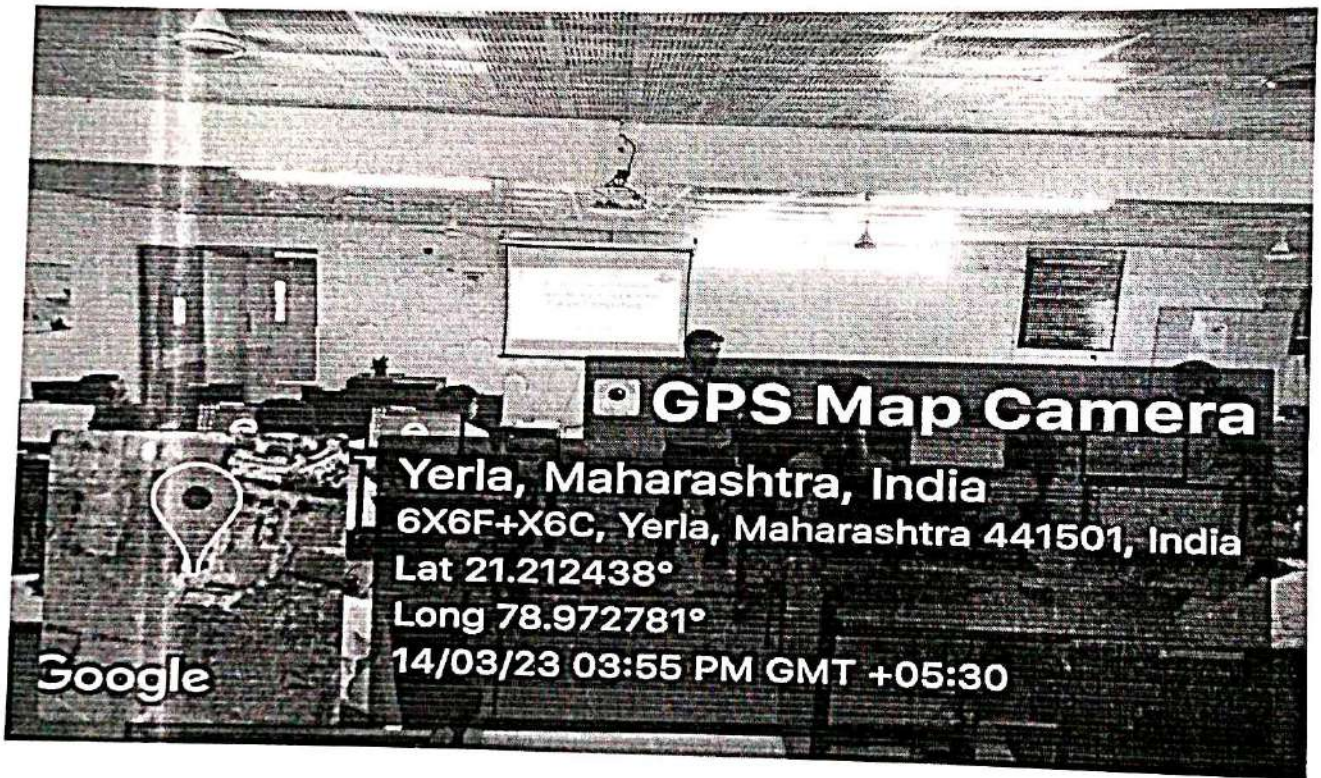 GPS Map Camera
Yerla, Maharashtra, India
6X6F+X6C, Yerla, Maharashtra 441501, India
Lat 21.212438°
Long 78.972781°
14/03/23 03:55 PM GMT +05:30
Google